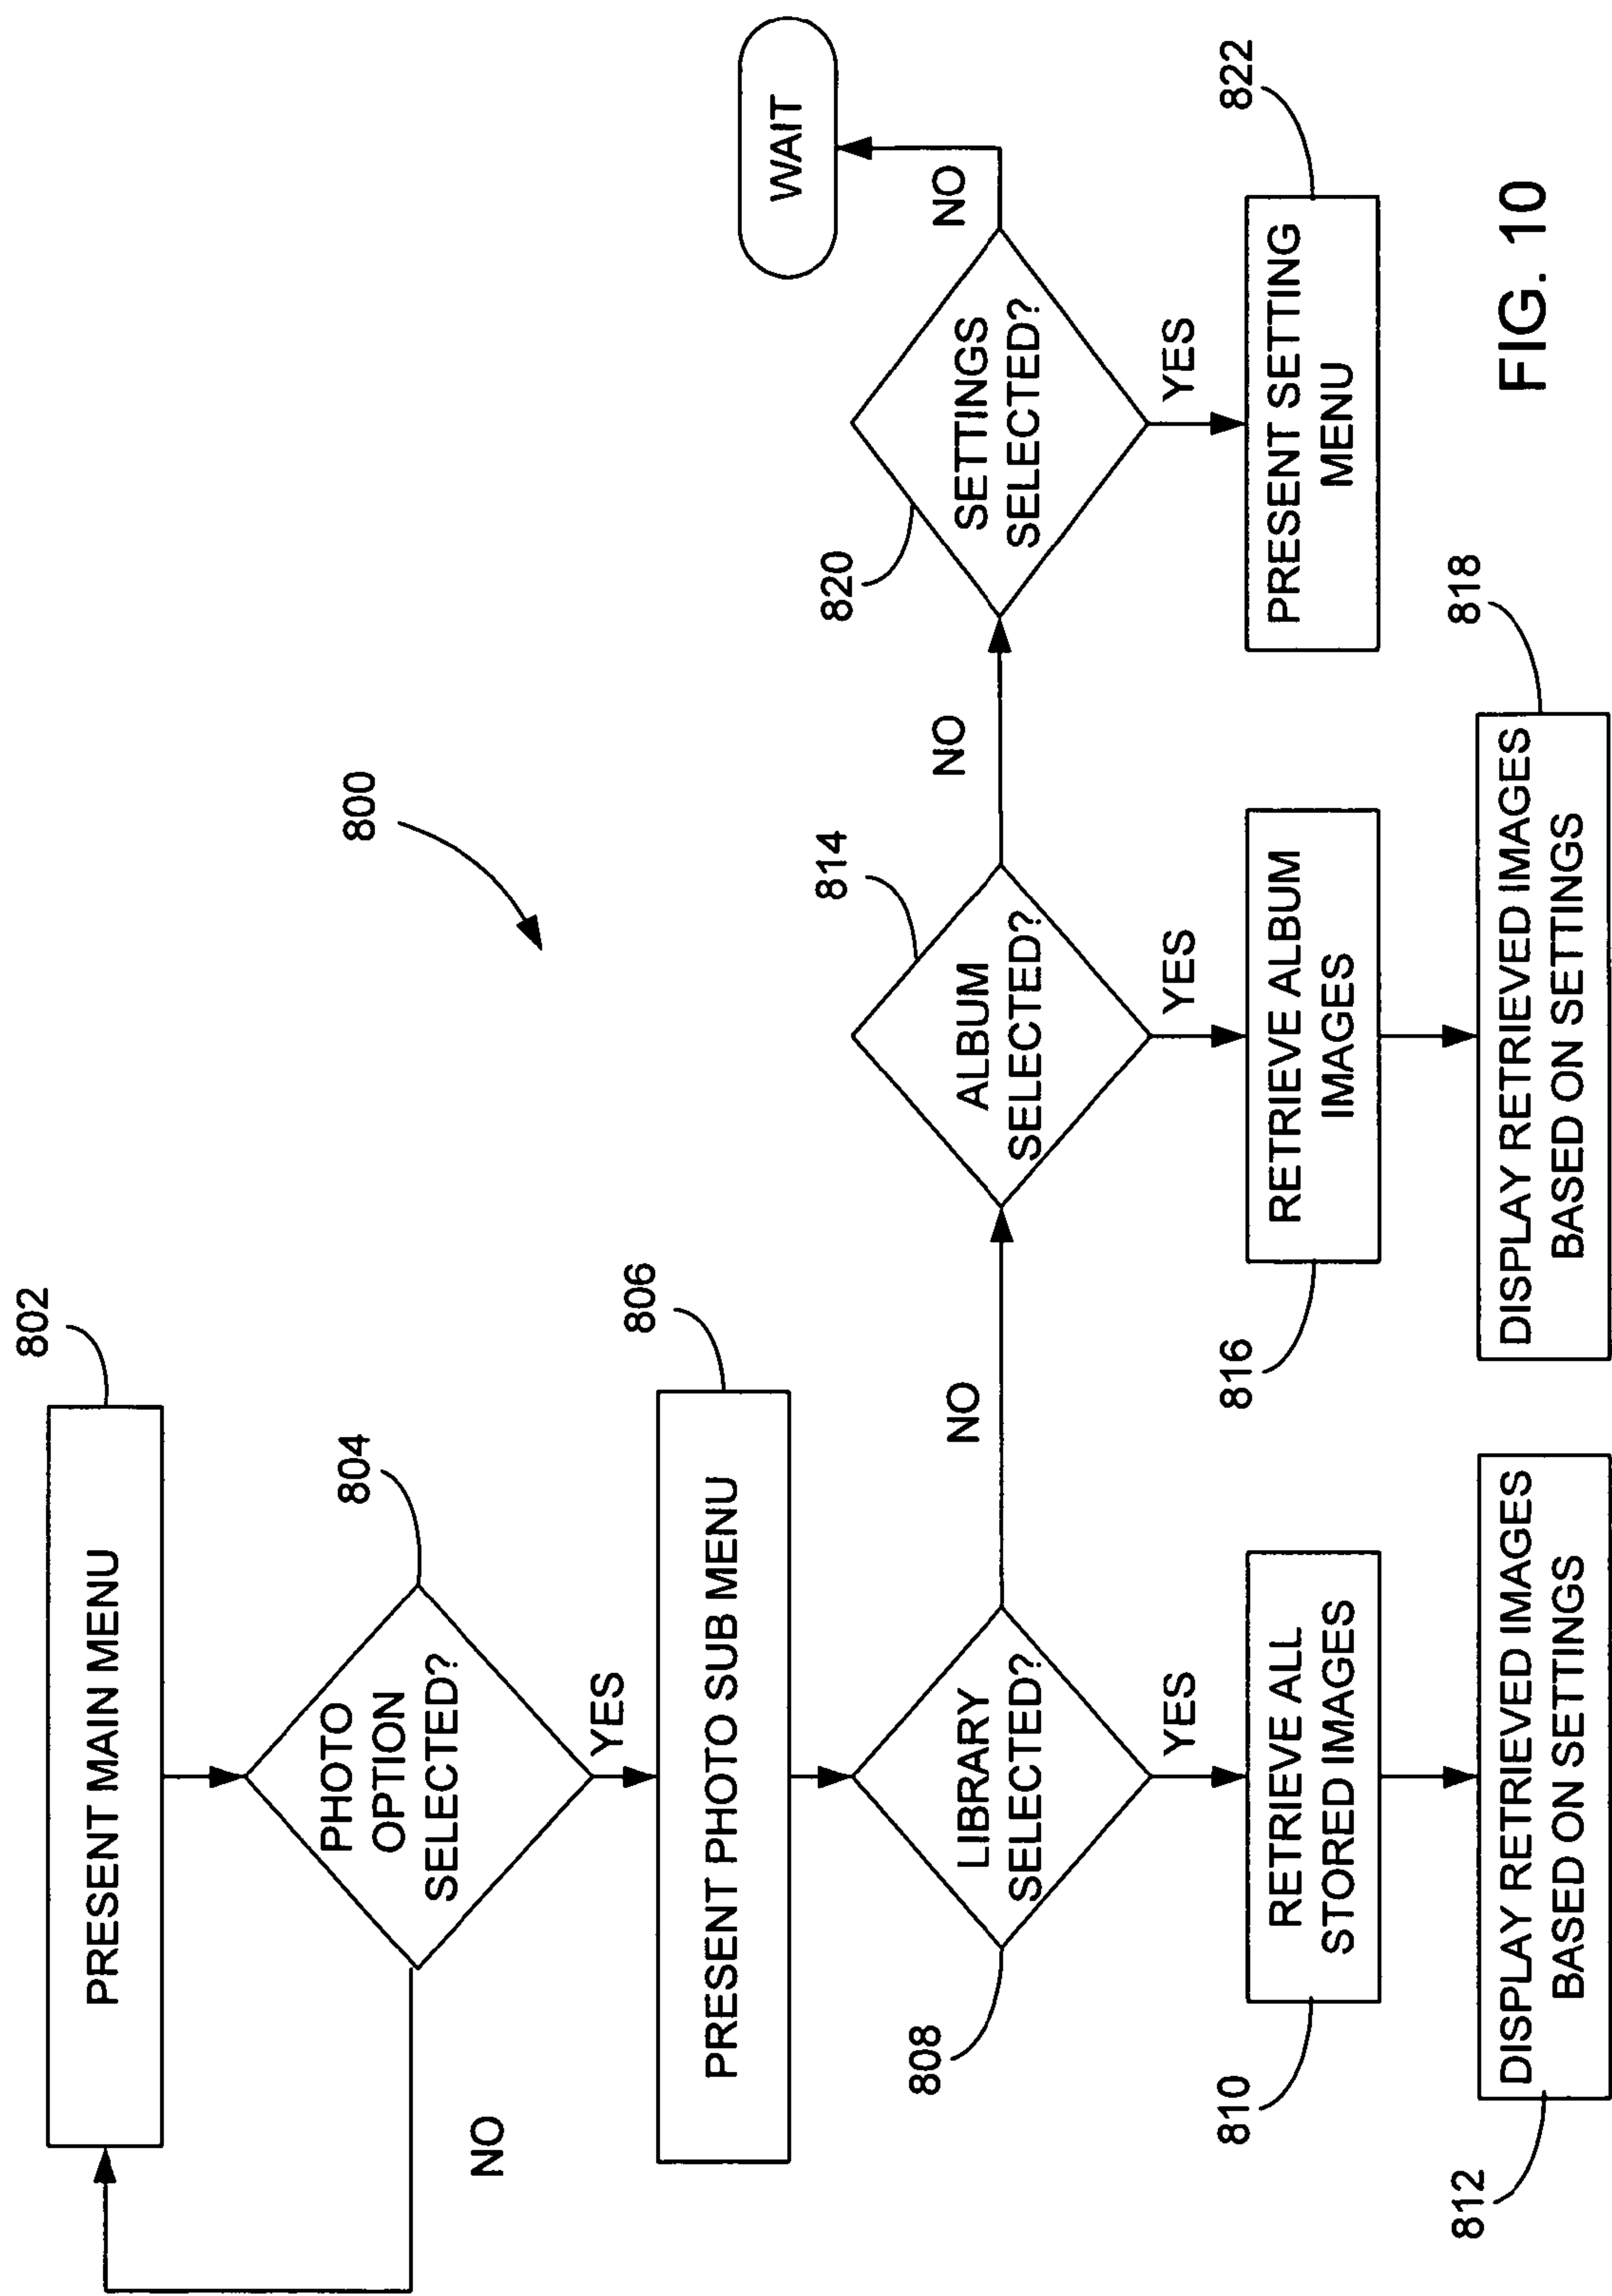 800
802
PRESENT MAIN MENU
804
PHOTO
OPTION
SELECTED?
NO
YES
806
PRESENT PHOTO SUB MENU
808
LIBRARY
SELECTED?
NO
YES
810
RETRIEVE ALL
STORED IMAGES
812
DISPLAY RETRIEVED IMAGES
BASED ON SETTINGS
814
ALBUM
SELECTED?
NO
YES
816
RETRIEVE ALBUM
IMAGES
818
DISPLAY RETRIEVED IMAGES
BASED ON SETTINGS
820
SETTINGS
SELECTED?
NO
WAIT
YES
822
PRESENT SETTING
MENU
FIG. 10